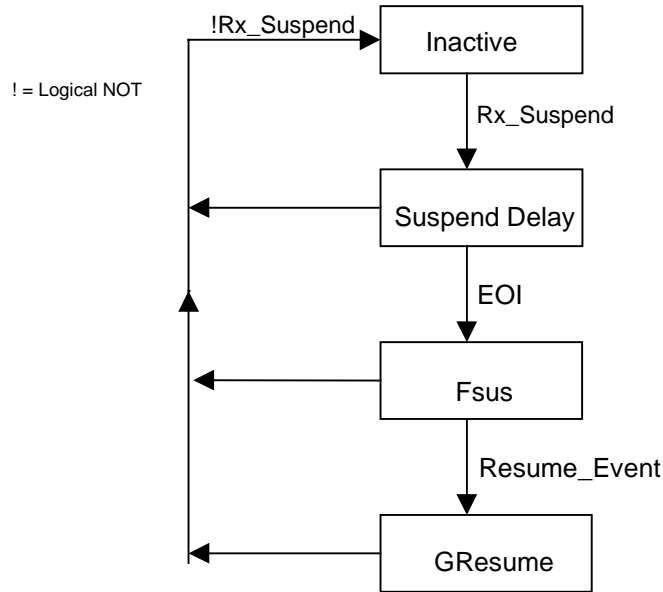 !Rx_Suspend
Inactive
! = Logical NOT
Rx_Suspend
Suspend Delay
EOI
Fsus
Resume_Event
GResume